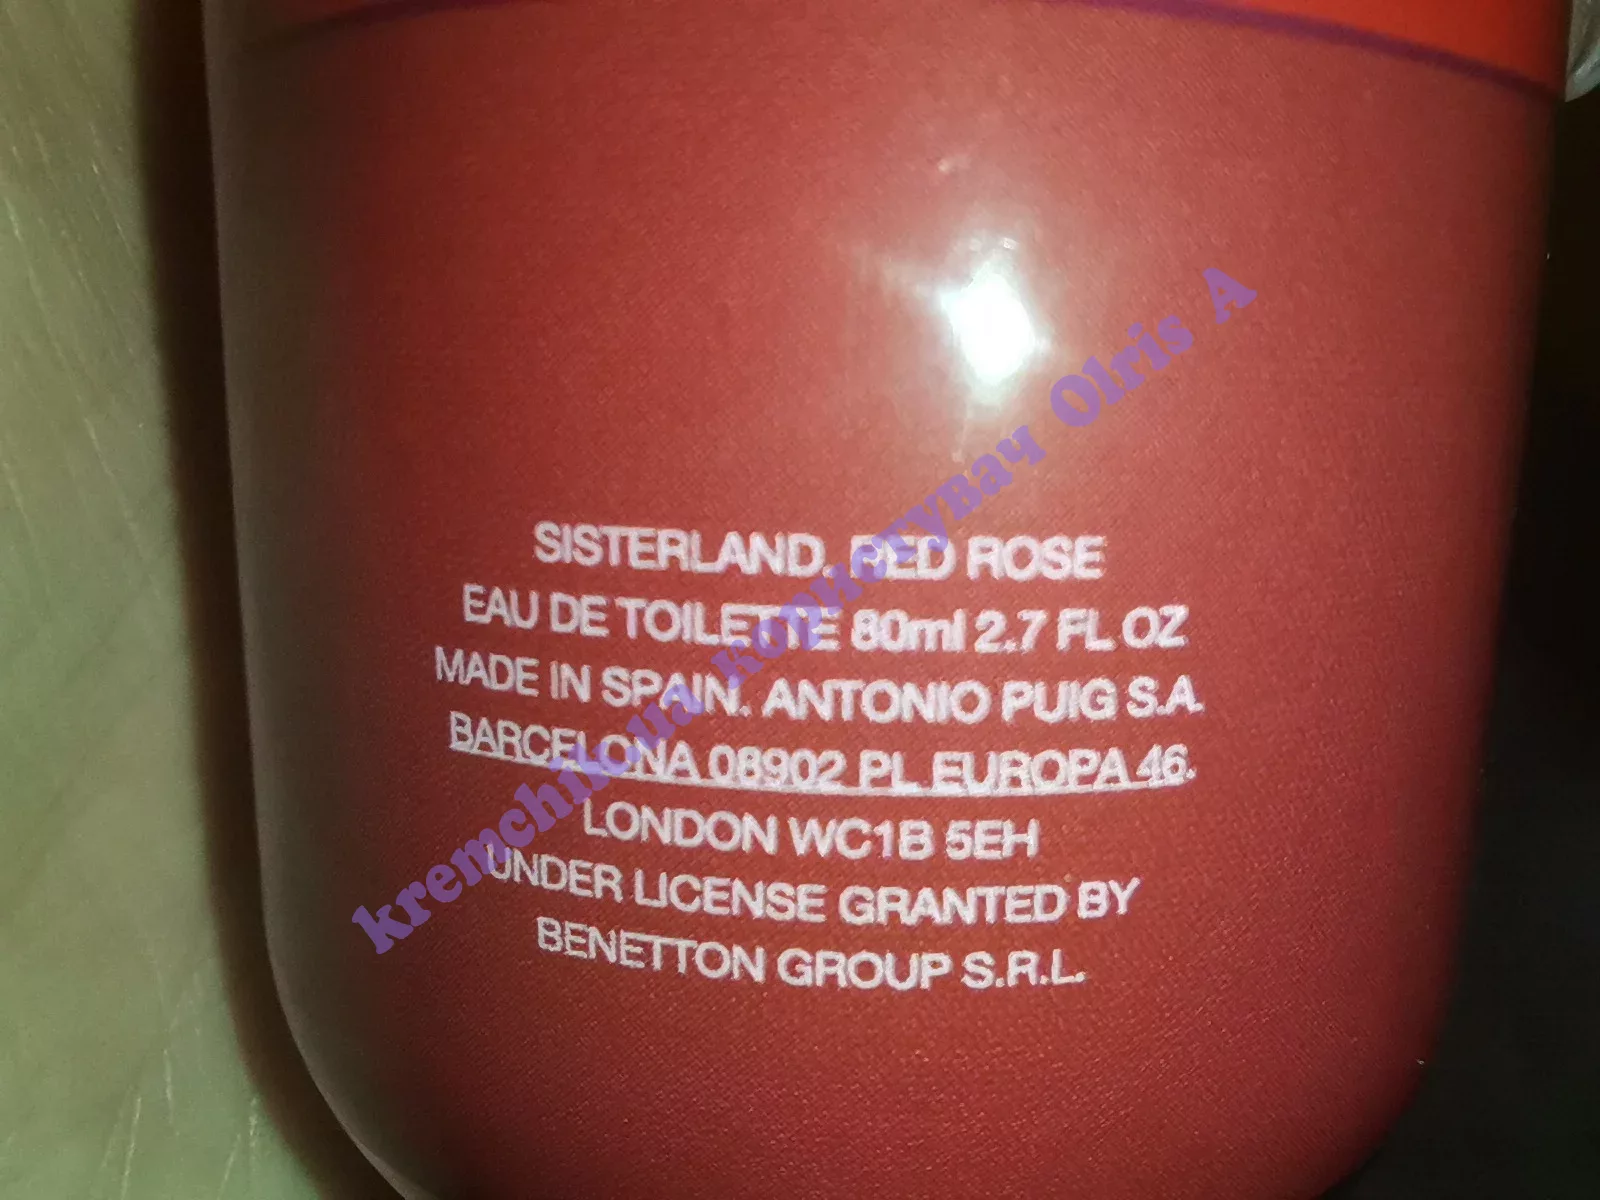 SISTERLAND. RED ROSE
EAU DE TOILETTE 80ml 2.7 FL OZ
MADE IN SPAIN. ANTONIO PUIG S.A.
BARCELONA 08902 PL EUROPA 46.
LONDON WC1B 5EH
UNDER LICENSE GRANTED BY
BENETTON GROUP S.R.L.
kremchik.ua користувач Olris A